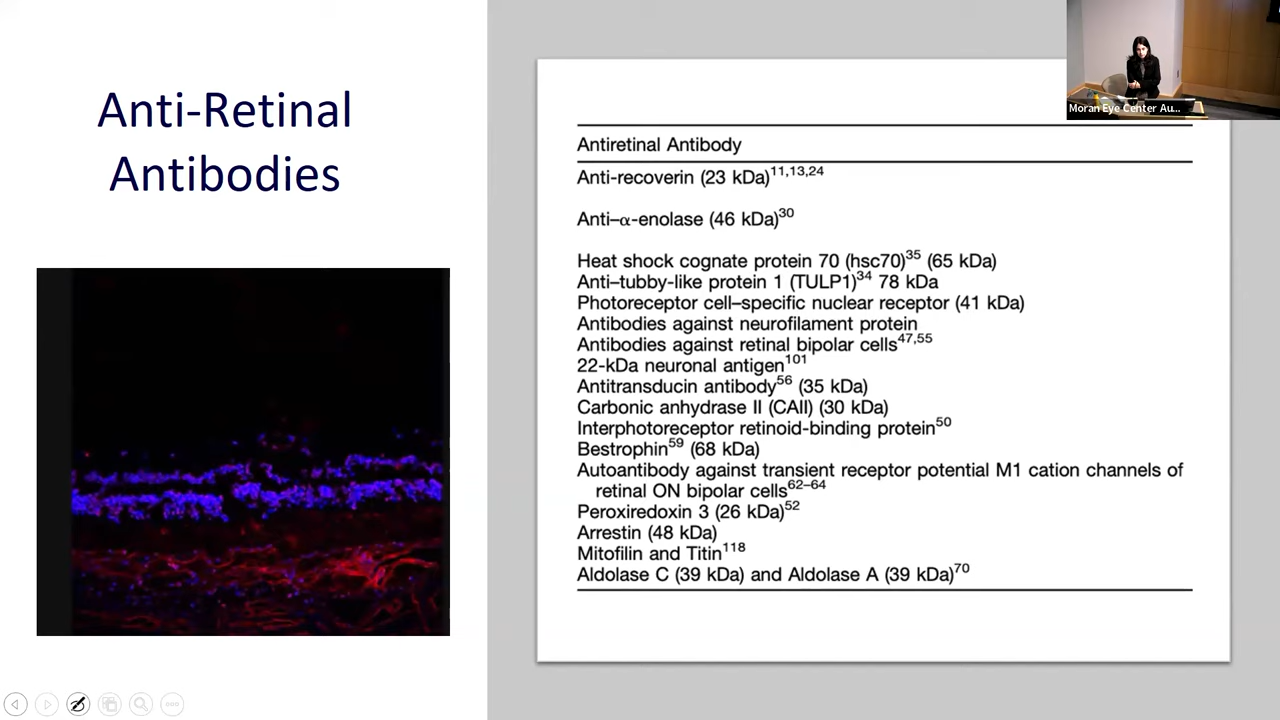 Anti-Retinal
Antibodies
Moran Eye Center Au...
Antiretinal Antibody
Anti-recoverin (23 kDa)11,13,24
Anti–α-enolase (46 kDa)30
Heat shock cognate protein 70 (hsc70)35 (65 kDa)
Anti–tubby-like protein 1 (TULP1)34 78 kDa
Photoreceptor cell–specific nuclear receptor (41 kDa)
Antibodies against neurofilament protein
Antibodies against retinal bipolar cells47,55
22-kDa neuronal antigen101
Antitransducin antibody56 (35 kDa)
Carbonic anhydrase II (CAII) (30 kDa)
Interphotoreceptor retinoid-binding protein50
Bestrophin59 (68 kDa)
Autoantibody against transient receptor potential M1 cation channels of
retinal ON bipolar cells62–64
Peroxiredoxin 3 (26 kDa)52
Arrestin (48 kDa)
Mitofilin and Titin118
Aldolase C (39 kDa) and Aldolase A (39 kDa)70